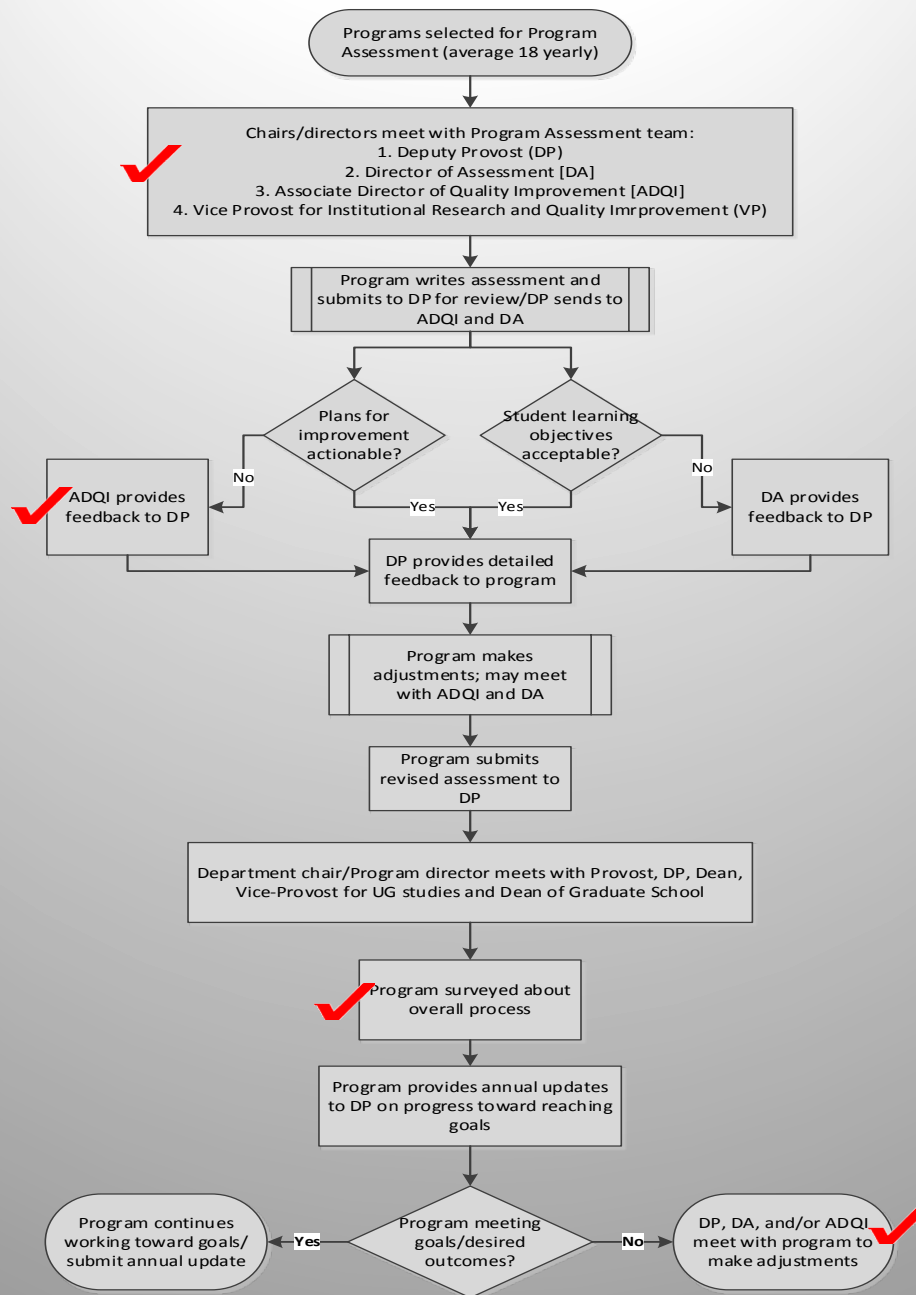 Programs selected for Program
Assessment (average 18 yearly)
Chairs/directors meet with Program Assessment team:
1. Deputy Provost (DP)
2. Director of Assessment [DA]
3. Associate Director of Quality Improvement [ADQI]
4. Vice Provost for Institutional Research and Quality Imrprovement (VP)
Program writes assessment and
submits to DP for review/DP sends to
ADQI and DA
Plans for
improvement
actionable?
Student learning
objectives
acceptable?
No
No
ADQI provides
feedback to DP
Yes
Yes
DA provides
feedback to DP
DP provides detailed
feedback to program
Program makes
adjustments; may meet
with ADQI and DA
Program submits
revised assessment to
DP
Department chair/Program director meets with Provost, DP, Dean,
Vice-Provost for UG studies and Dean of Graduate School
Program surveyed about
overall process
Program provides annual updates
to DP on progress toward reaching
goals
Program continues
working toward goals/
submit annual update
Yes
Program meeting
goals/desired
outcomes?
No
DP, DA, and/or ADQI
meet with program to
make adjustments